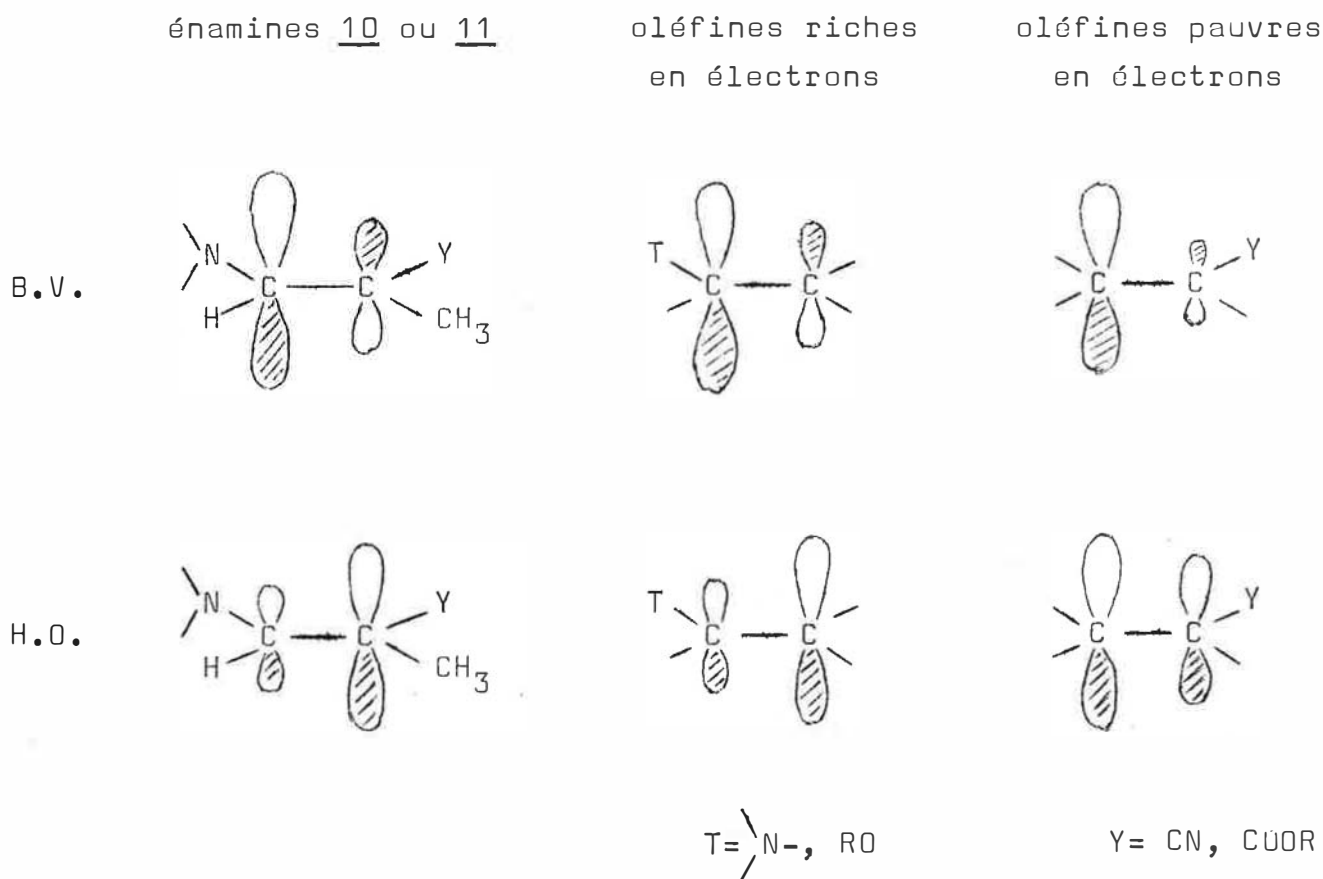 énamines 10 ou 11 oléfines riches oléfines pauvres
en électrons en électrons
N C C Y T C C C C Y
B.V.
H CH3
N C C Y T C C C C Y
H.O.
H CH3
T= N-, RO Y= CN, COOR